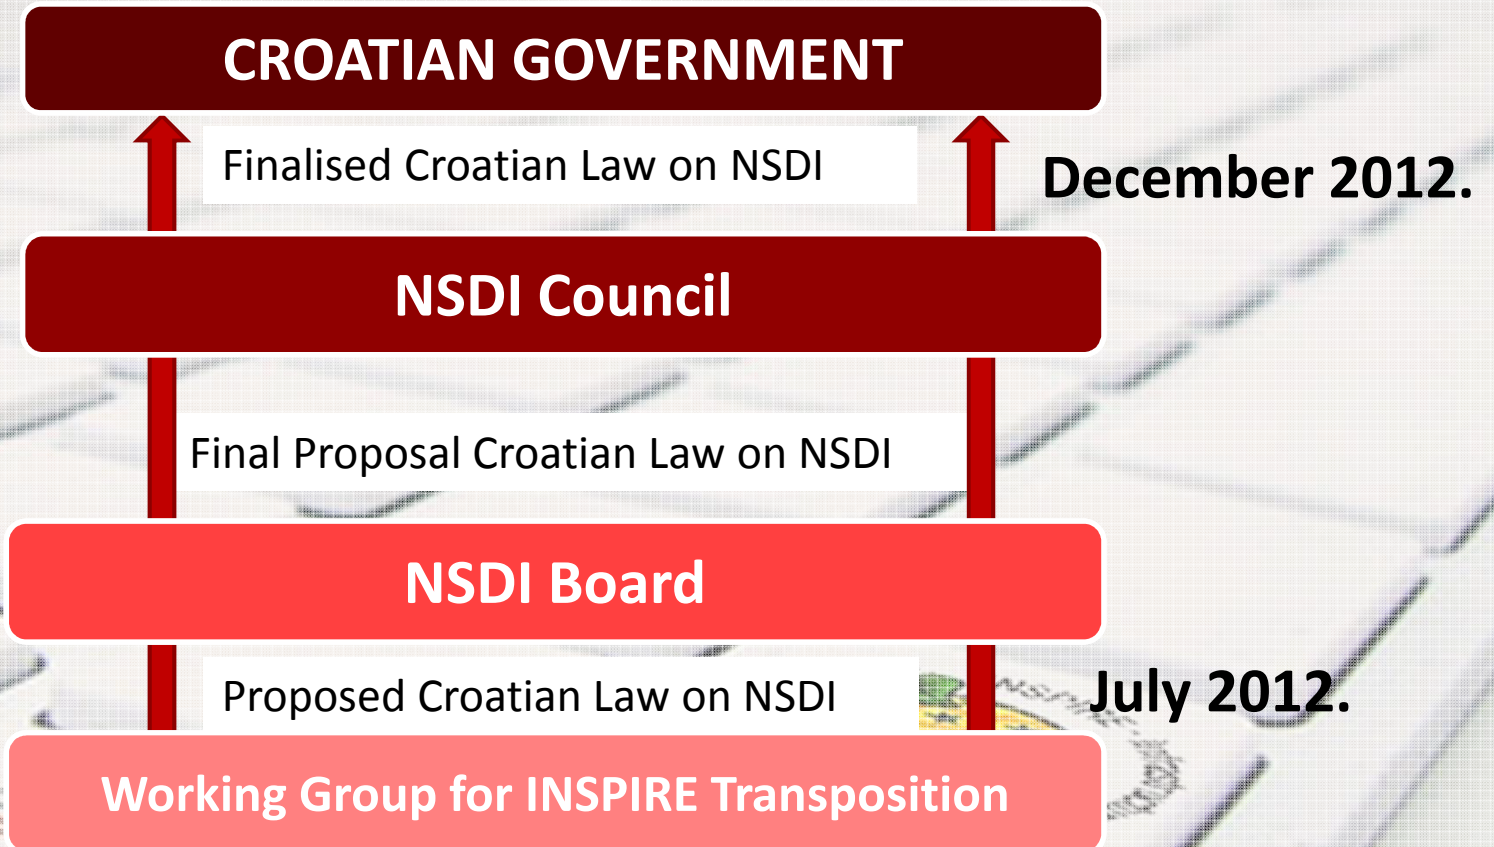 CROATIAN GOVERNMENT
Finalised Croatian Law on NSDI
December 2012.
NSDI Council
Final Proposal Croatian Law on NSDI
NSDI Board
Proposed Croatian Law on NSDI
July 2012.
INSPIRE
Working Group for INSPIRE Transposition